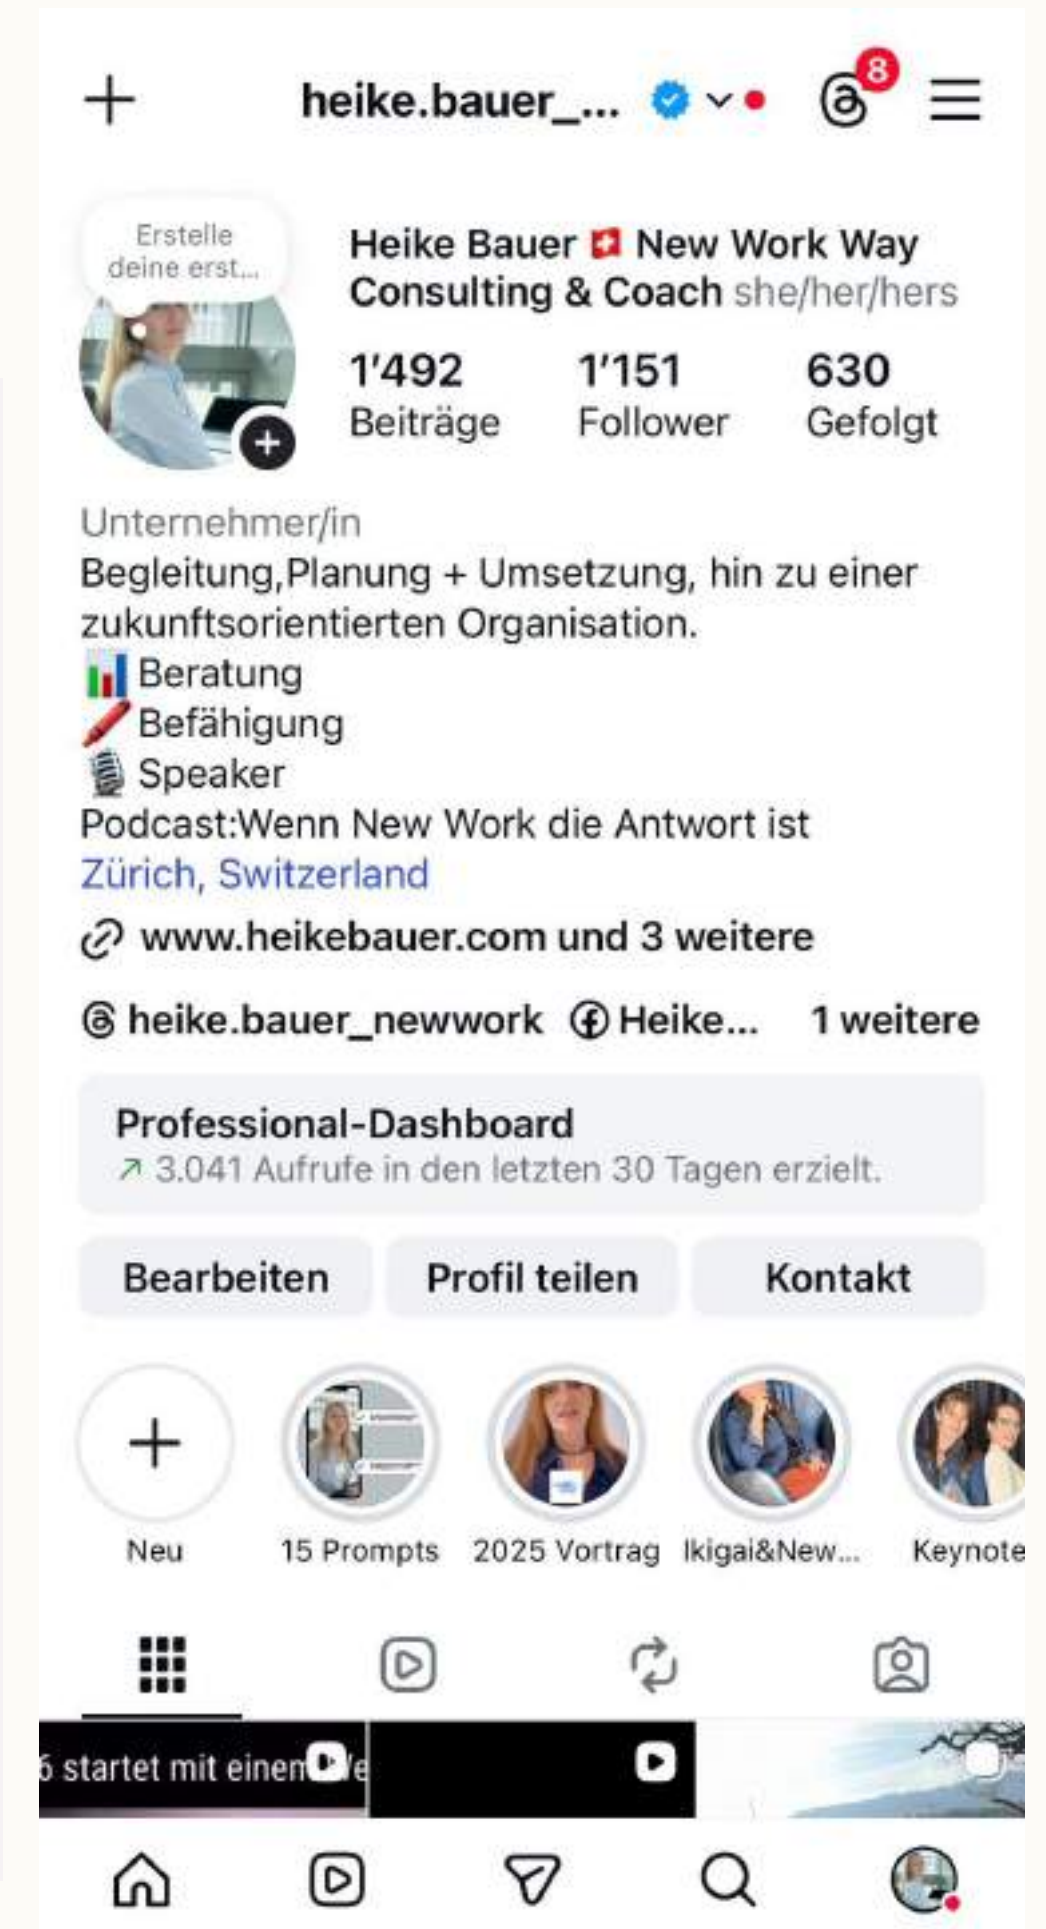 heike.bauer_...
8
Erstelle
deine erst...
Heike Bauer 🇨🇭 New Work Way
Consulting & Coach she/her/hers
1’492 1’151 630
Beiträge Follower Gefolgt
Unternehmer/in
Begleitung,Planung + Umsetzung, hin zu einer
zukunftsorientierten Organisation.
📊 Beratung
🖍️ Befähigung
🎙️ Speaker
Podcast:Wenn New Work die Antwort ist
Zürich, Switzerland
www.heikebauer.com und 3 weitere
heike.bauer_newwork Heike... 1 weitere
Professional-Dashboard
3.041 Aufrufe in den letzten 30 Tagen erzielt.
Bearbeiten Profil teilen Kontakt
Neu 15 Prompts 2025 Vortrag Ikigai&New... Keynote
6 startet mit einem